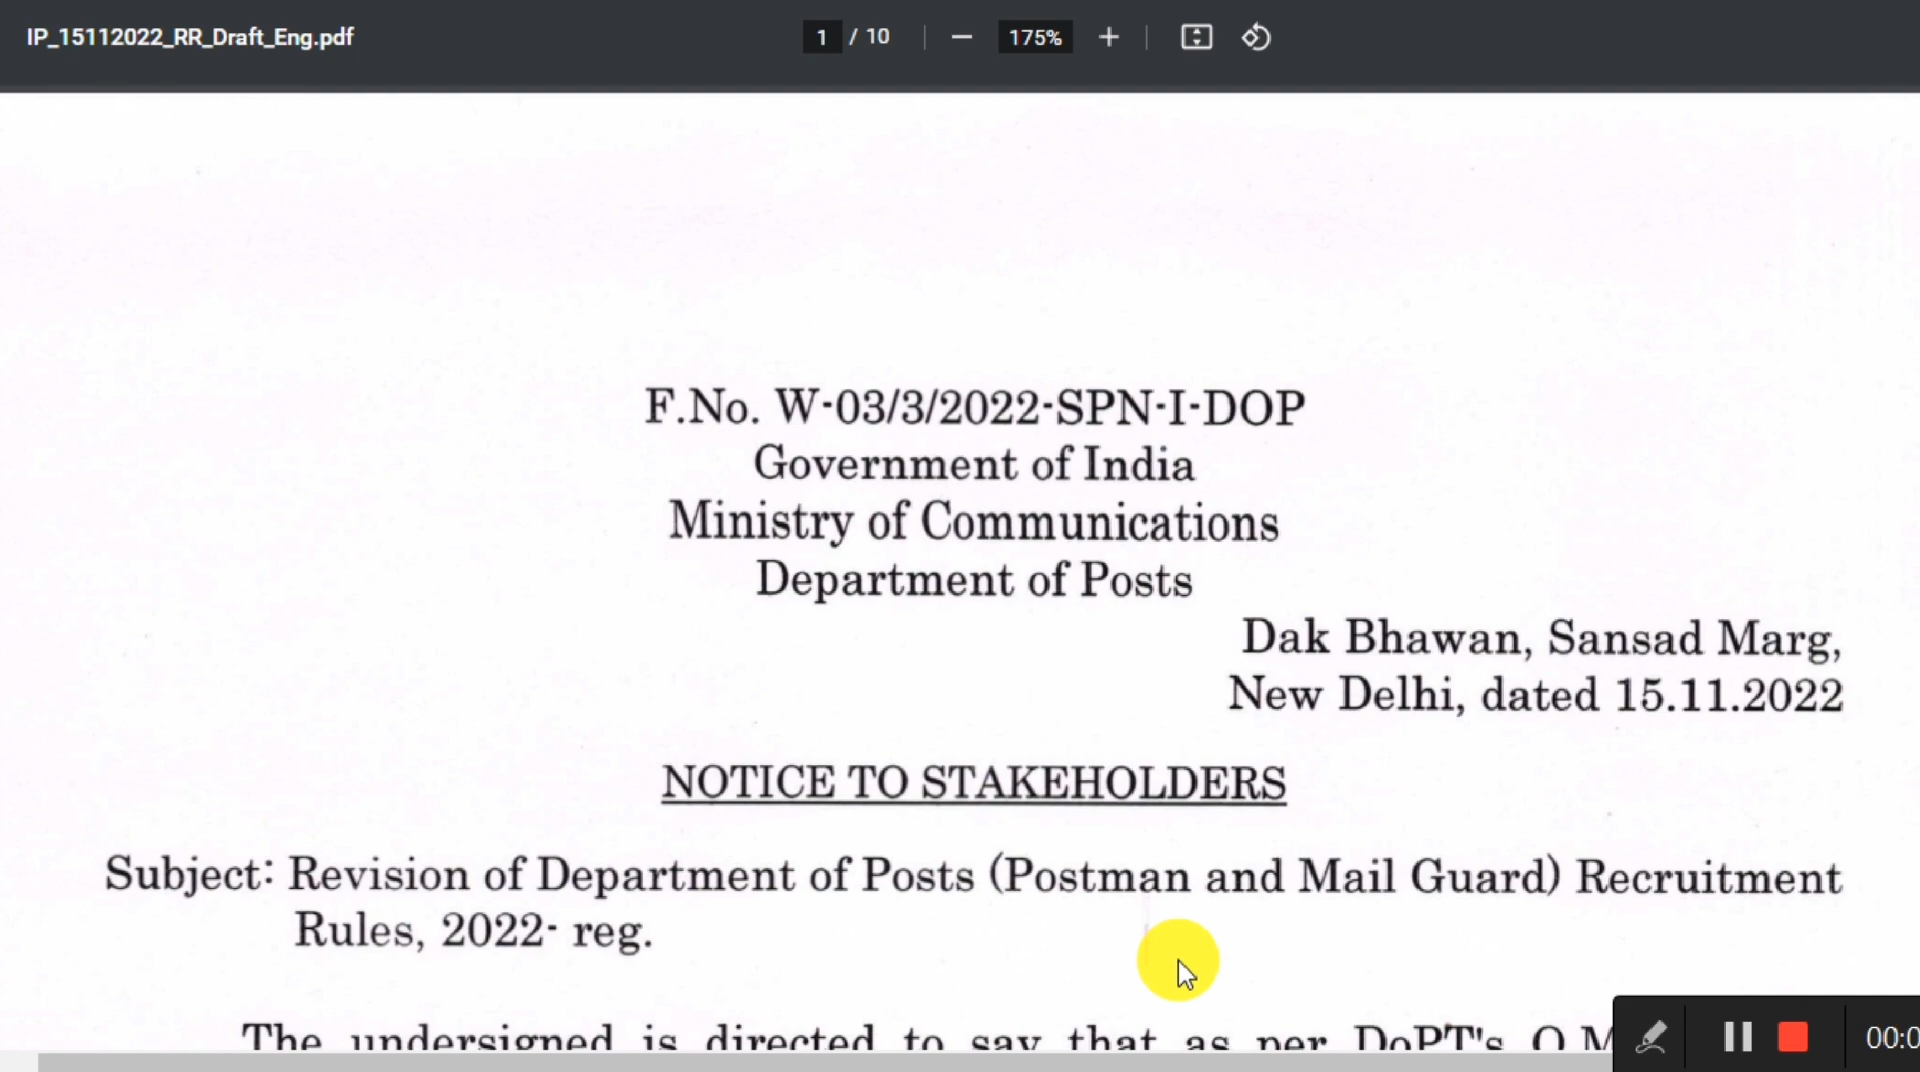 IP_15112022_RR_Draft_Eng.pdf
1 / 10
175%
F.No. W-03/3/2022-SPN-I-DOP
Government of India
Ministry of Communications
Department of Posts
Dak Bhawan, Sansad Marg,
New Delhi, dated 15.11.2022
NOTICE TO STAKEHOLDERS
Subject: Revision of Department of Posts (Postman and Mail Guard) Recruitment
Rules, 2022- reg.
The undersigned is directed to say that as per DoPT's O.M
00:0